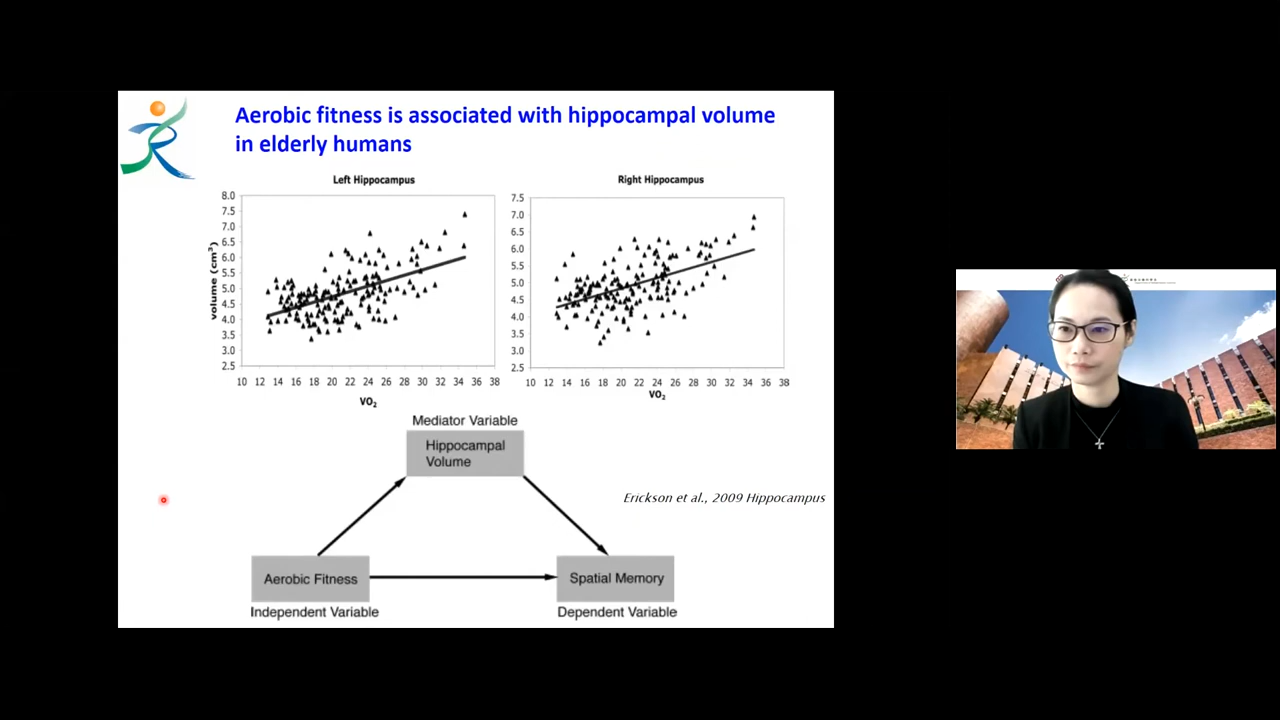 Aerobic fitness is associated with hippocampal volume
in elderly humans
Left Hippocampus
8.0
7.5
7.0
6.5
6.0
5.5
5.0
4.5
4.0
3.5
3.0
2.5
volume (cm³)
10 12 14 16 18 20 22 24 26 28 30 32 34 36 38
VO₂
Right Hippocampus
7.5
7.0
6.5
6.0
5.5
5.0
4.5
4.0
3.5
3.0
2.5
10 12 14 16 18 20 22 24 26 28 30 32 34 36 38
VO₂
Mediator Variable
Hippocampal
Volume
Erickson et al., 2009 Hippocampus
Aerobic Fitness
Spatial Memory
Independent Variable
Dependent Variable